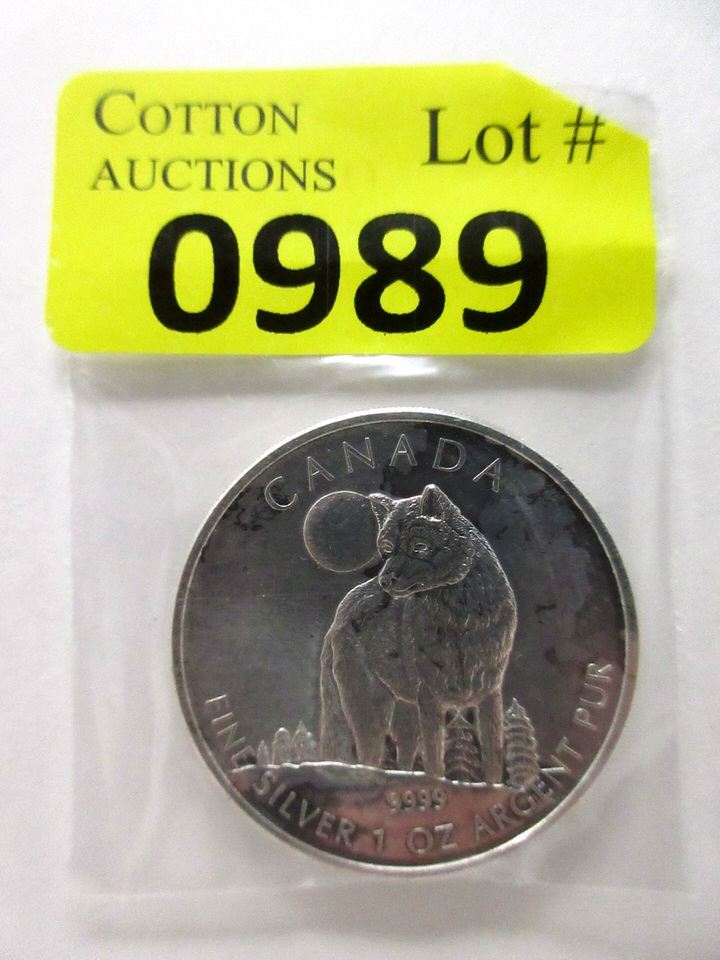 COTTON
AUCTIONS
Lot #
0989
CANADA
9999
FINE SILVER 1 OZ ARGENT PUR